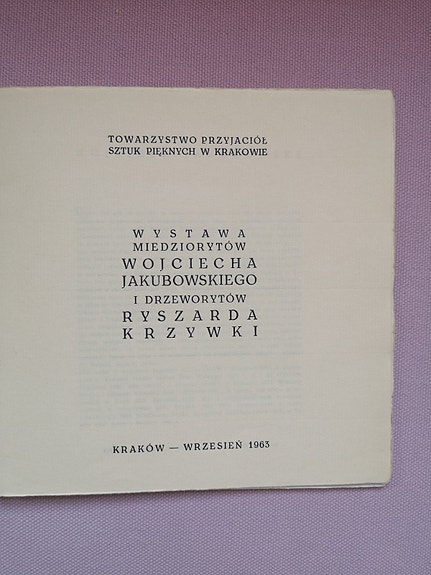 TOWARZYSTWO PRZYJACIÓŁ
SZTUK PIĘKNYCH W KRAKOWIE
WYSTAWA
MIEDZIORYTÓW
WOJCIECHA
JAKUBOWSKIEGO
I DRZEWORYTÓW
RYSZARDA
KRZYWKI
KRAKÓW — WRZESIEŃ 1963